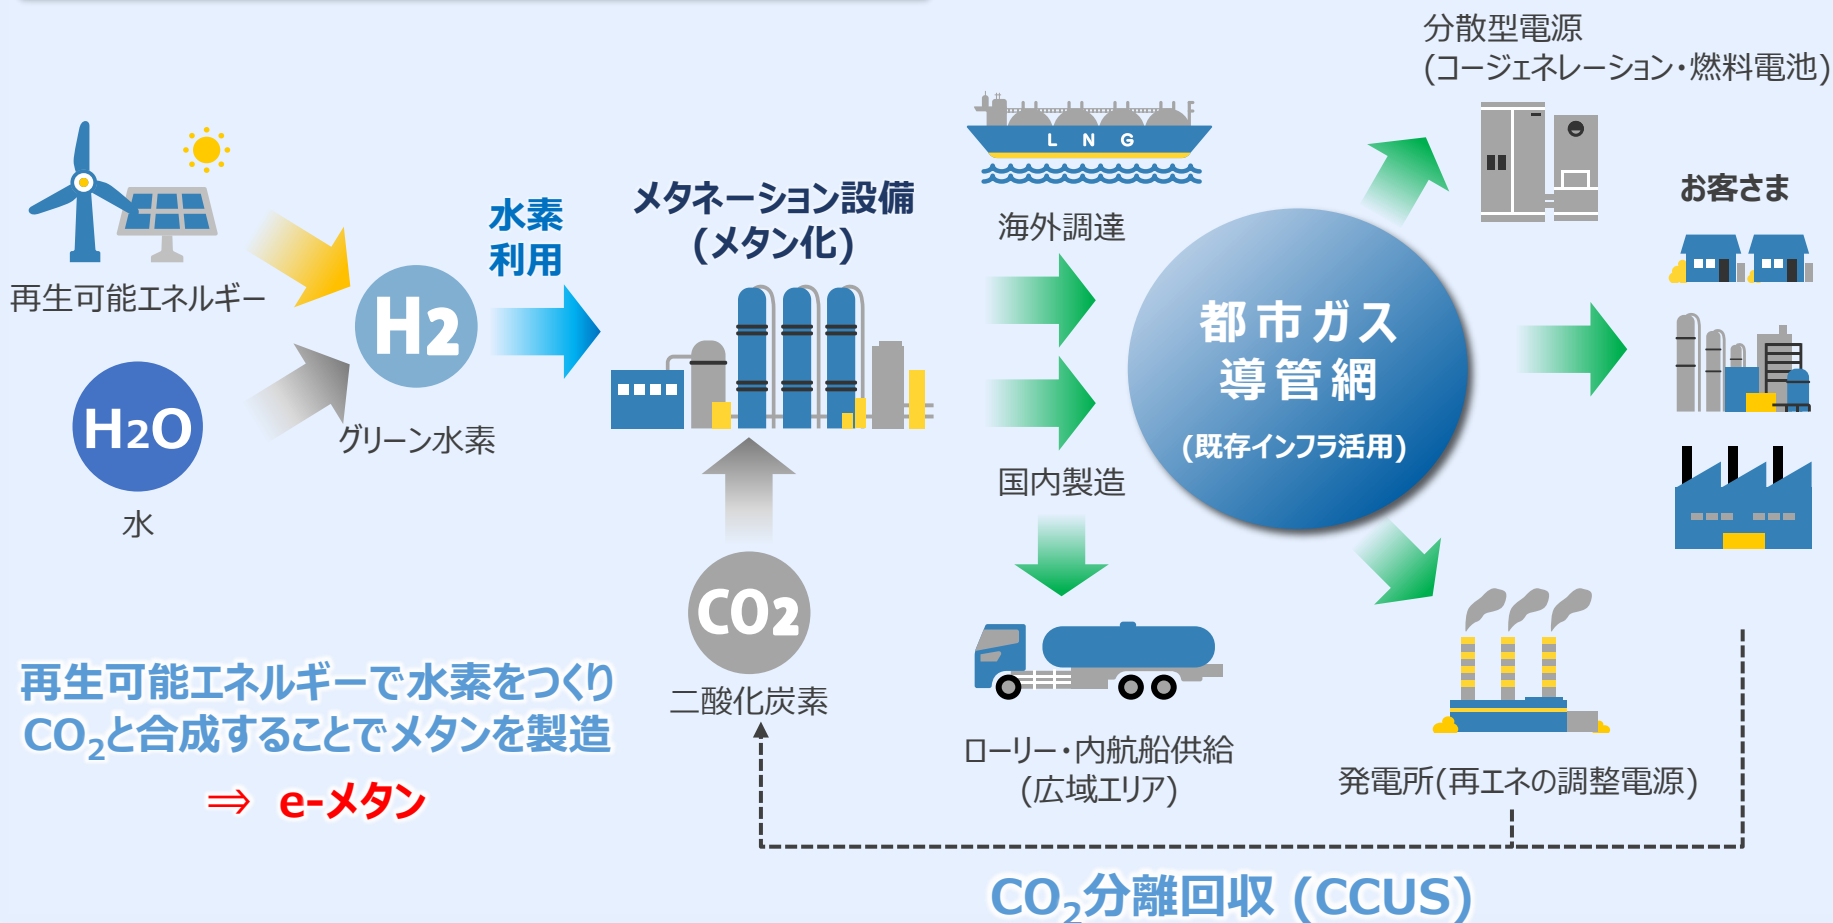 分散型電源
(コージェネレーション・燃料電池)
L N G
お客さま
メタネーション設備
(メタン化)
水素
利用
海外調達
再生可能エネルギー
H2
都市ガス
導管網
(既存インフラ活用)
H2O
グリーン水素
国内製造
水
CO2
二酸化炭素
再生可能エネルギーで水素をつくり
CO2と合成することでメタンを製造
⇒ e-メタン
ローリー・内航船供給
(広域エリア)
発電所(再エネの調整電源)
CO2分離回収 (CCUS)